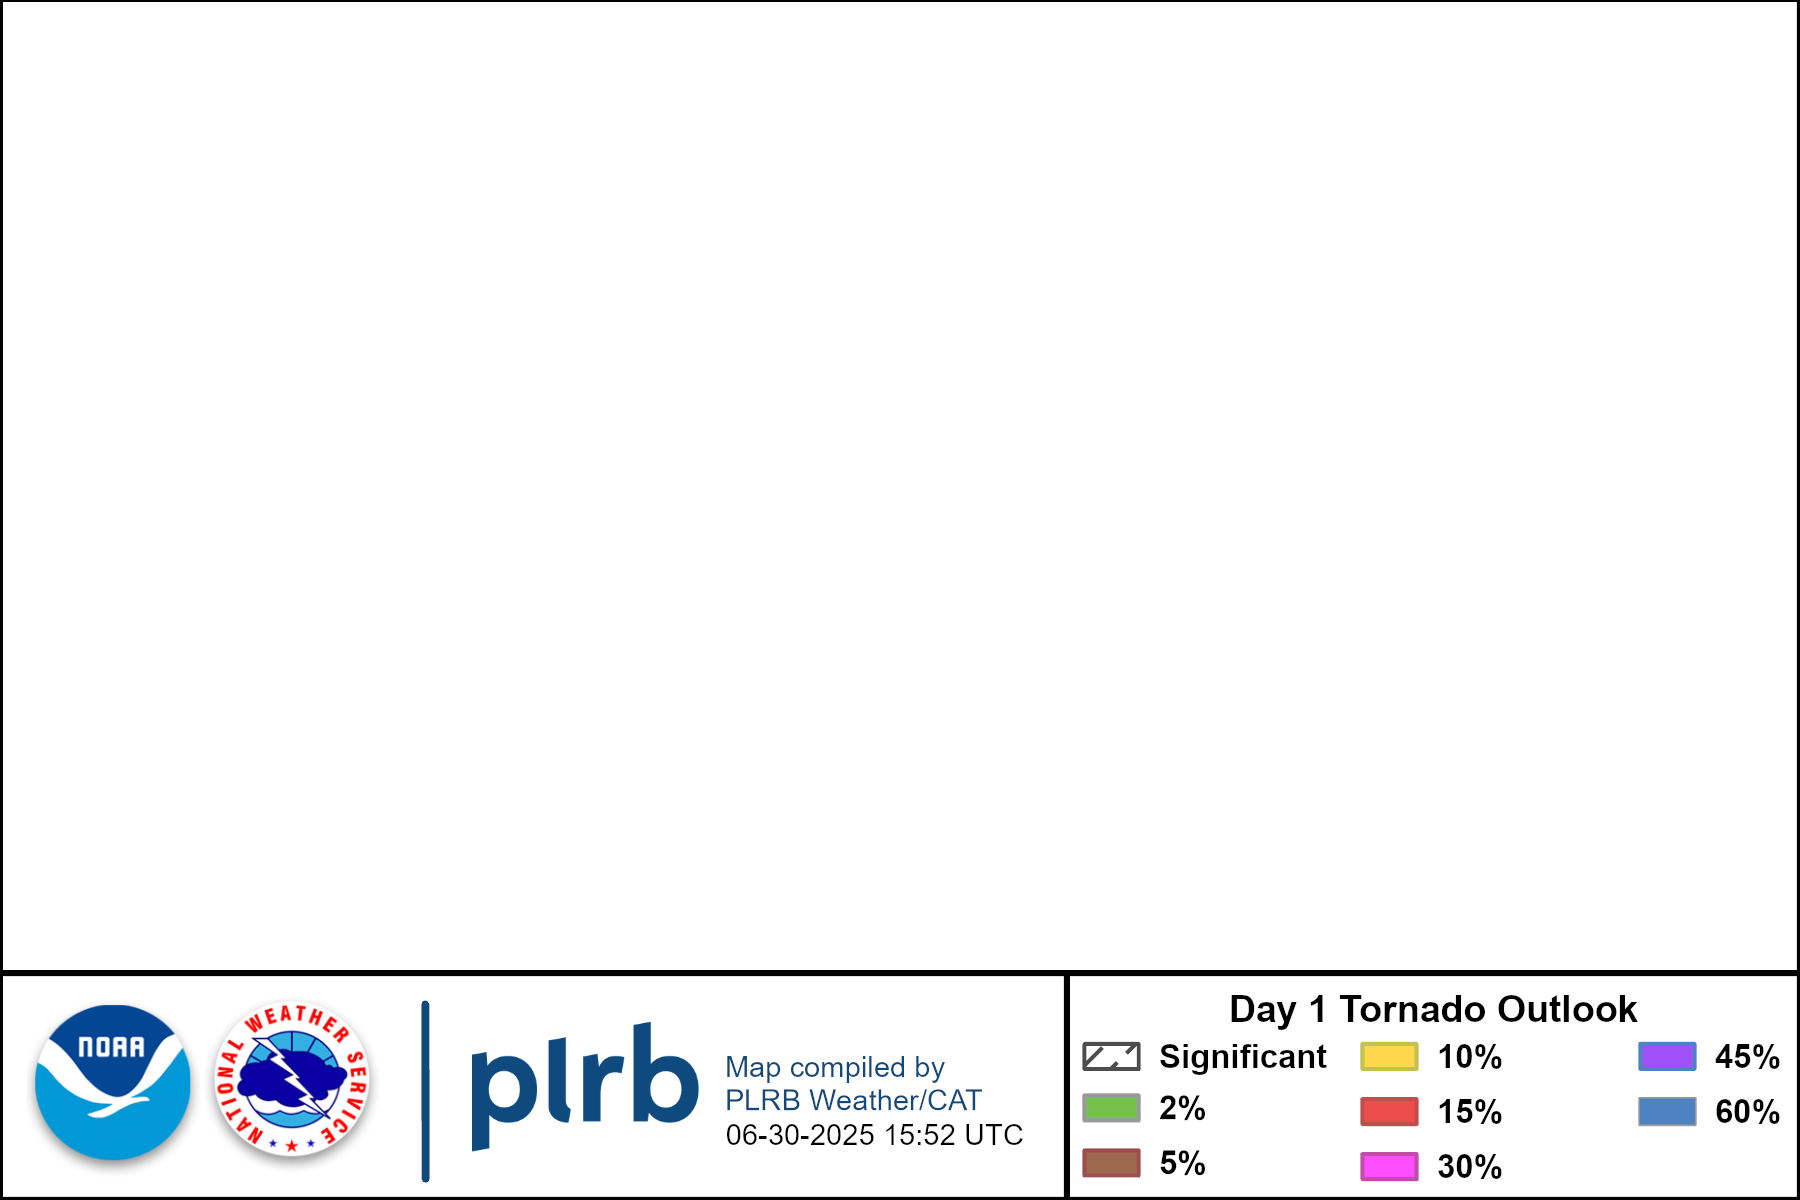 NOAA
NATIONAL WEATHER SERVICE
plrb
Map compiled by
PLRB Weather/CAT
06-30-2025 15:52 UTC
Day 1 Tornado Outlook
Significant
2%
5%
10%
15%
30%
45%
60%